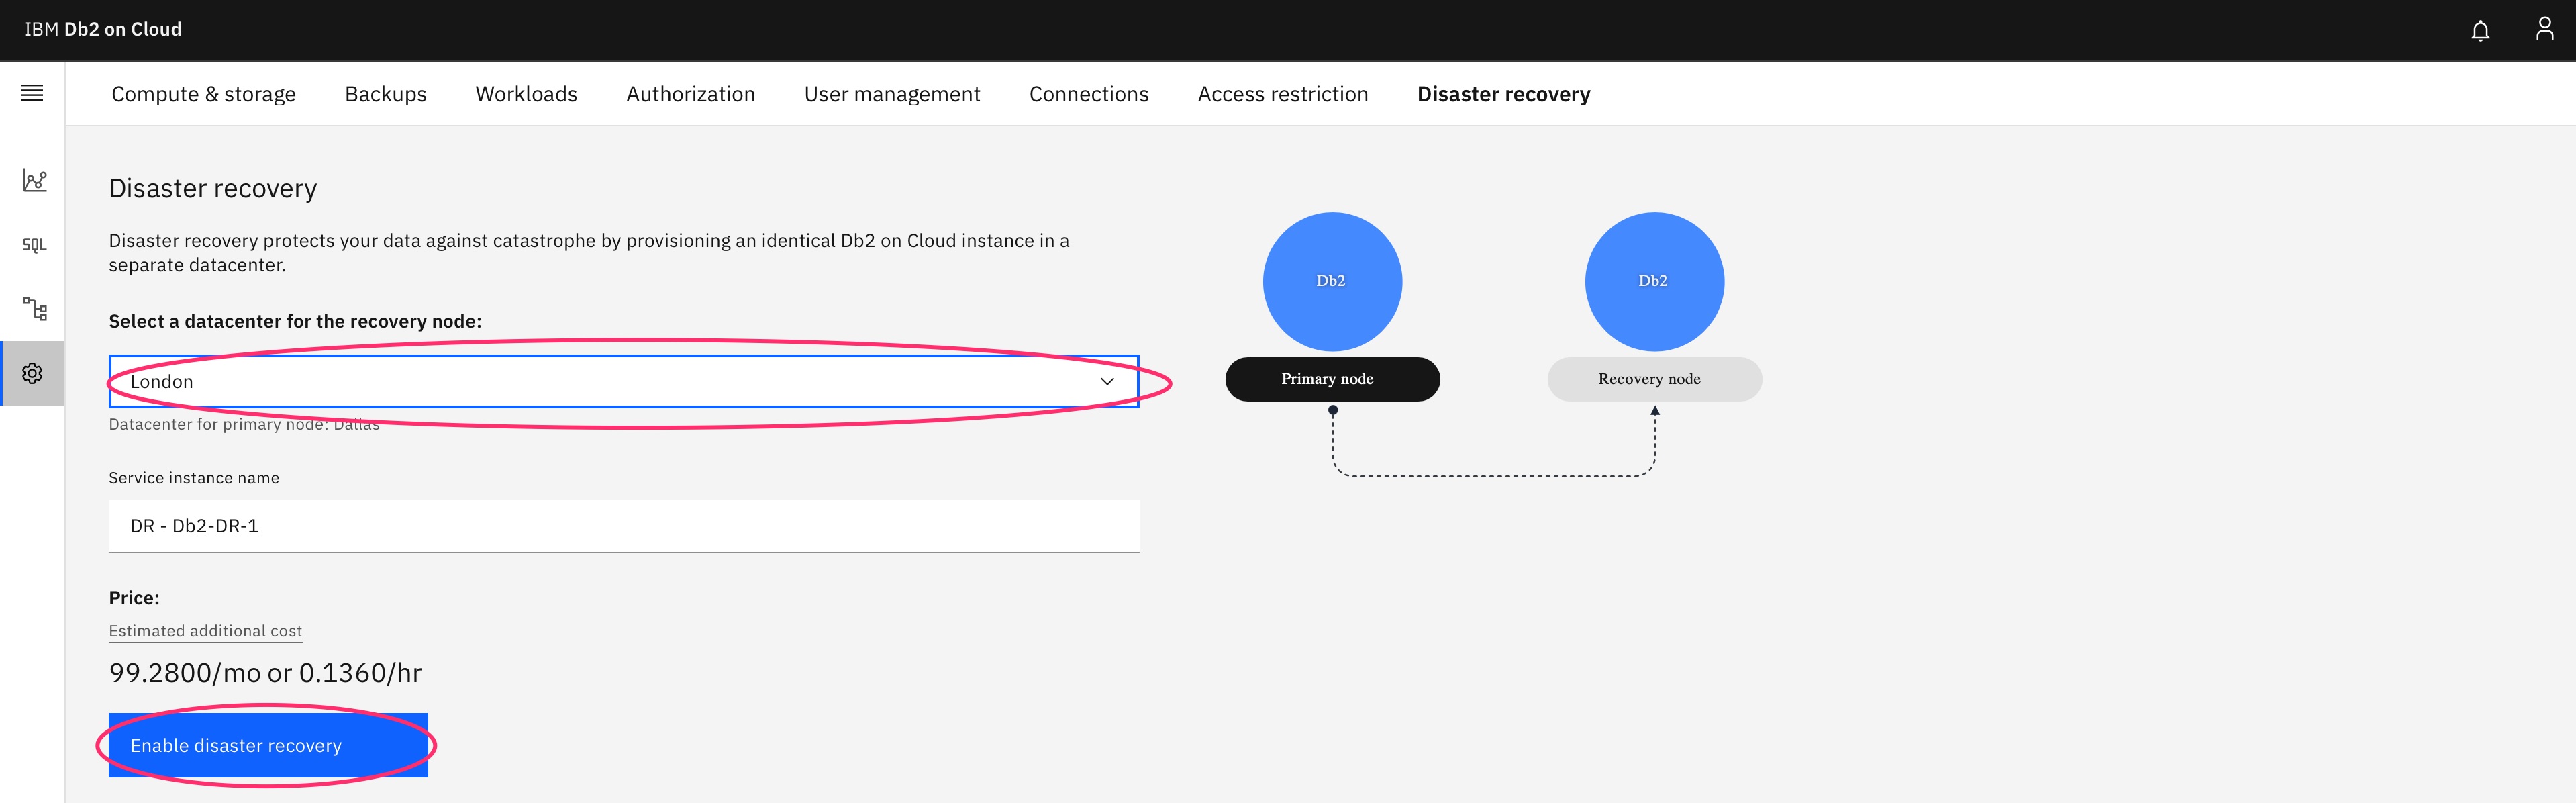 IBM Db2 on Cloud
Compute & storage Backups Workloads Authorization User management Connections Access restriction Disaster recovery
SQL
Disaster recovery
Disaster recovery protects your data against catastrophe by provisioning an identical Db2 on Cloud instance in a
separate datacenter.
Select a datacenter for the recovery node:
London
Datacenter for primary node: Dallas
Service instance name
DR - Db2-DR-1
Price:
Estimated additional cost
99.2800/mo or 0.1360/hr
Enable disaster recovery
Db2 Db2
Primary node Recovery node